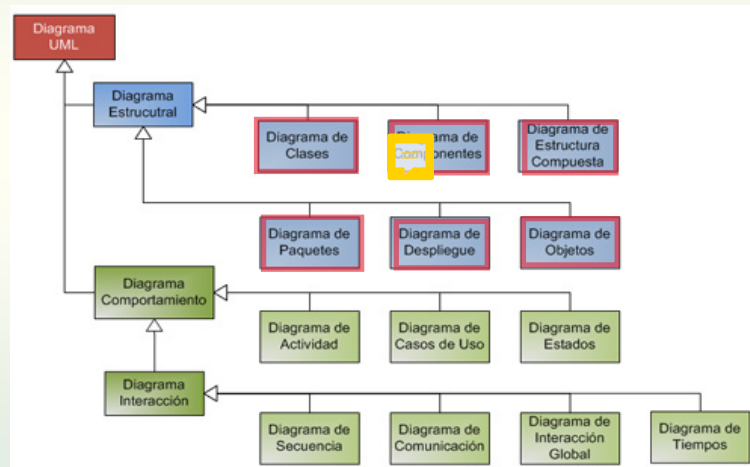 Diagrama
UML
Diagrama
Estrucutral
Diagrama de
Clases
Diagrama de
Componentes
Diagrama de
Estructura
Compuesta
Diagrama de
Paquetes
Diagrama de
Despliegue
Diagrama de
Objetos
Diagrama
Comportamiento
Diagrama de
Actividad
Diagrama de
Casos de Uso
Diagrama de
Estados
Diagrama
Interacción
Diagrama de
Secuencia
Diagrama de
Comunicación
Diagrama de
Interacción
Global
Diagrama de
Tiempos